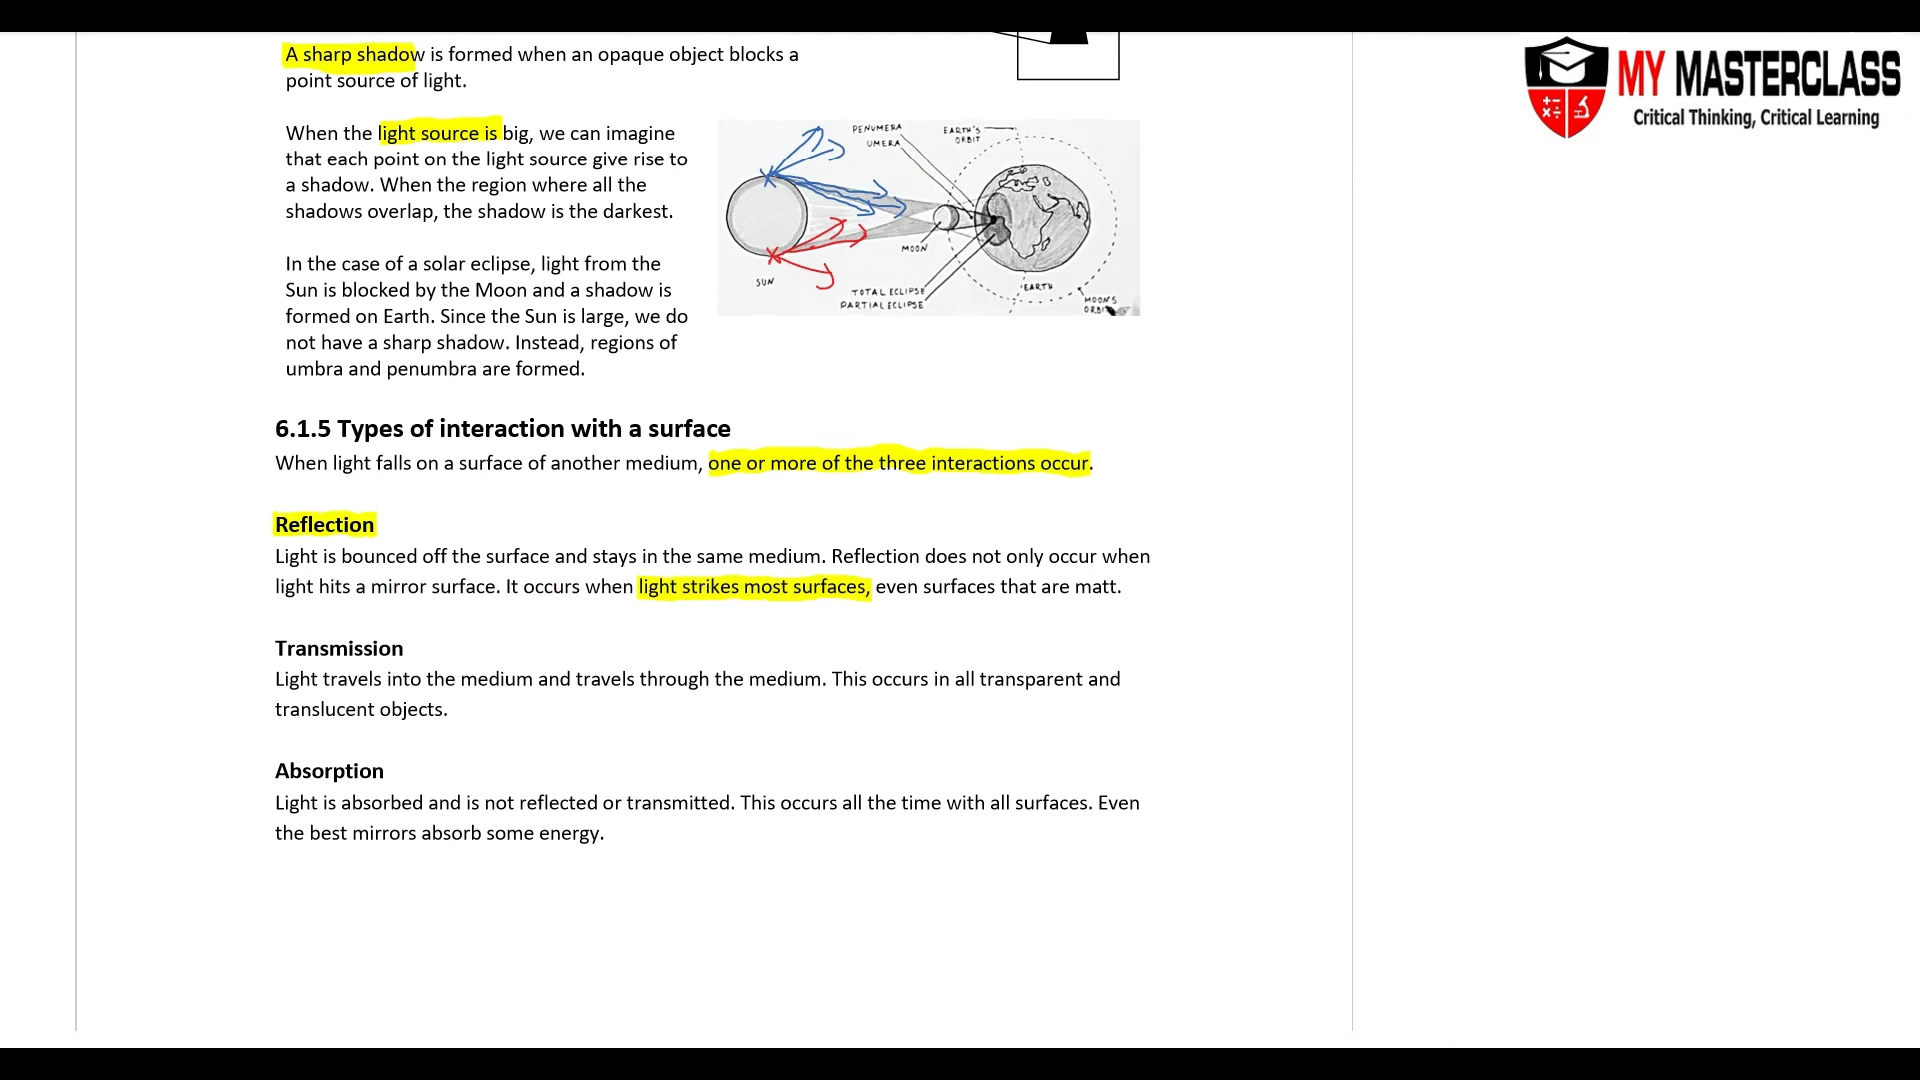 A sharp shadow is formed when an opaque object blocks a
point source of light.
MY MASTERCLASS
Critical Thinking, Critical Learning
When the light source is big, we can imagine
that each point on the light source give rise to
a shadow. When the region where all the
shadows overlap, the shadow is the darkest.
In the case of a solar eclipse, light from the
Sun is blocked by the Moon and a shadow is
formed on Earth. Since the Sun is large, we do
not have a sharp shadow. Instead, regions of
umbra and penumbra are formed.
PENUMBRA
UMBRA
EARTH'S
ORBIT
MOON
SUN
TOTAL ECLIPSE
PARTIAL ECLIPSE
EARTH
MOON'S
ORBIT
6.1.5 Types of interaction with a surface
When light falls on a surface of another medium, one or more of the three interactions occur.
Reflection
Light is bounced off the surface and stays in the same medium. Reflection does not only occur when
light hits a mirror surface. It occurs when light strikes most surfaces, even surfaces that are matt.
Transmission
Light travels into the medium and travels through the medium. This occurs in all transparent and
translucent objects.
Absorption
Light is absorbed and is not reflected or transmitted. This occurs all the time with all surfaces. Even
the best mirrors absorb some energy.